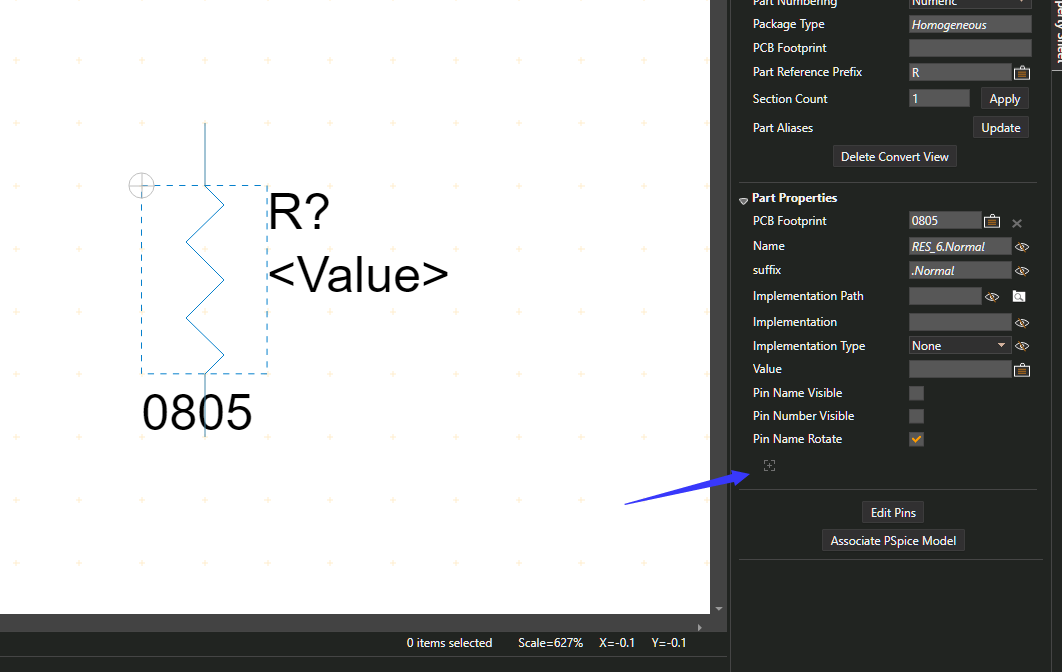 Part Numbering Numeric
Package Type Homogeneous
PCB Footprint
Part Reference Prefix R
Section Count 1 Apply
Part Aliases Update
Delete Convert View
Part Properties
PCB Footprint 0805
Name RES_6.Normal
suffix .Normal
Implementation Path
Implementation
Implementation Type None
Value
Pin Name Visible
Pin Number Visible
Pin Name Rotate
Edit Pins
Associate PSpice Model
R?
<Value>
0805
0 items selected Scale=627% X=-0.1 Y=-0.1